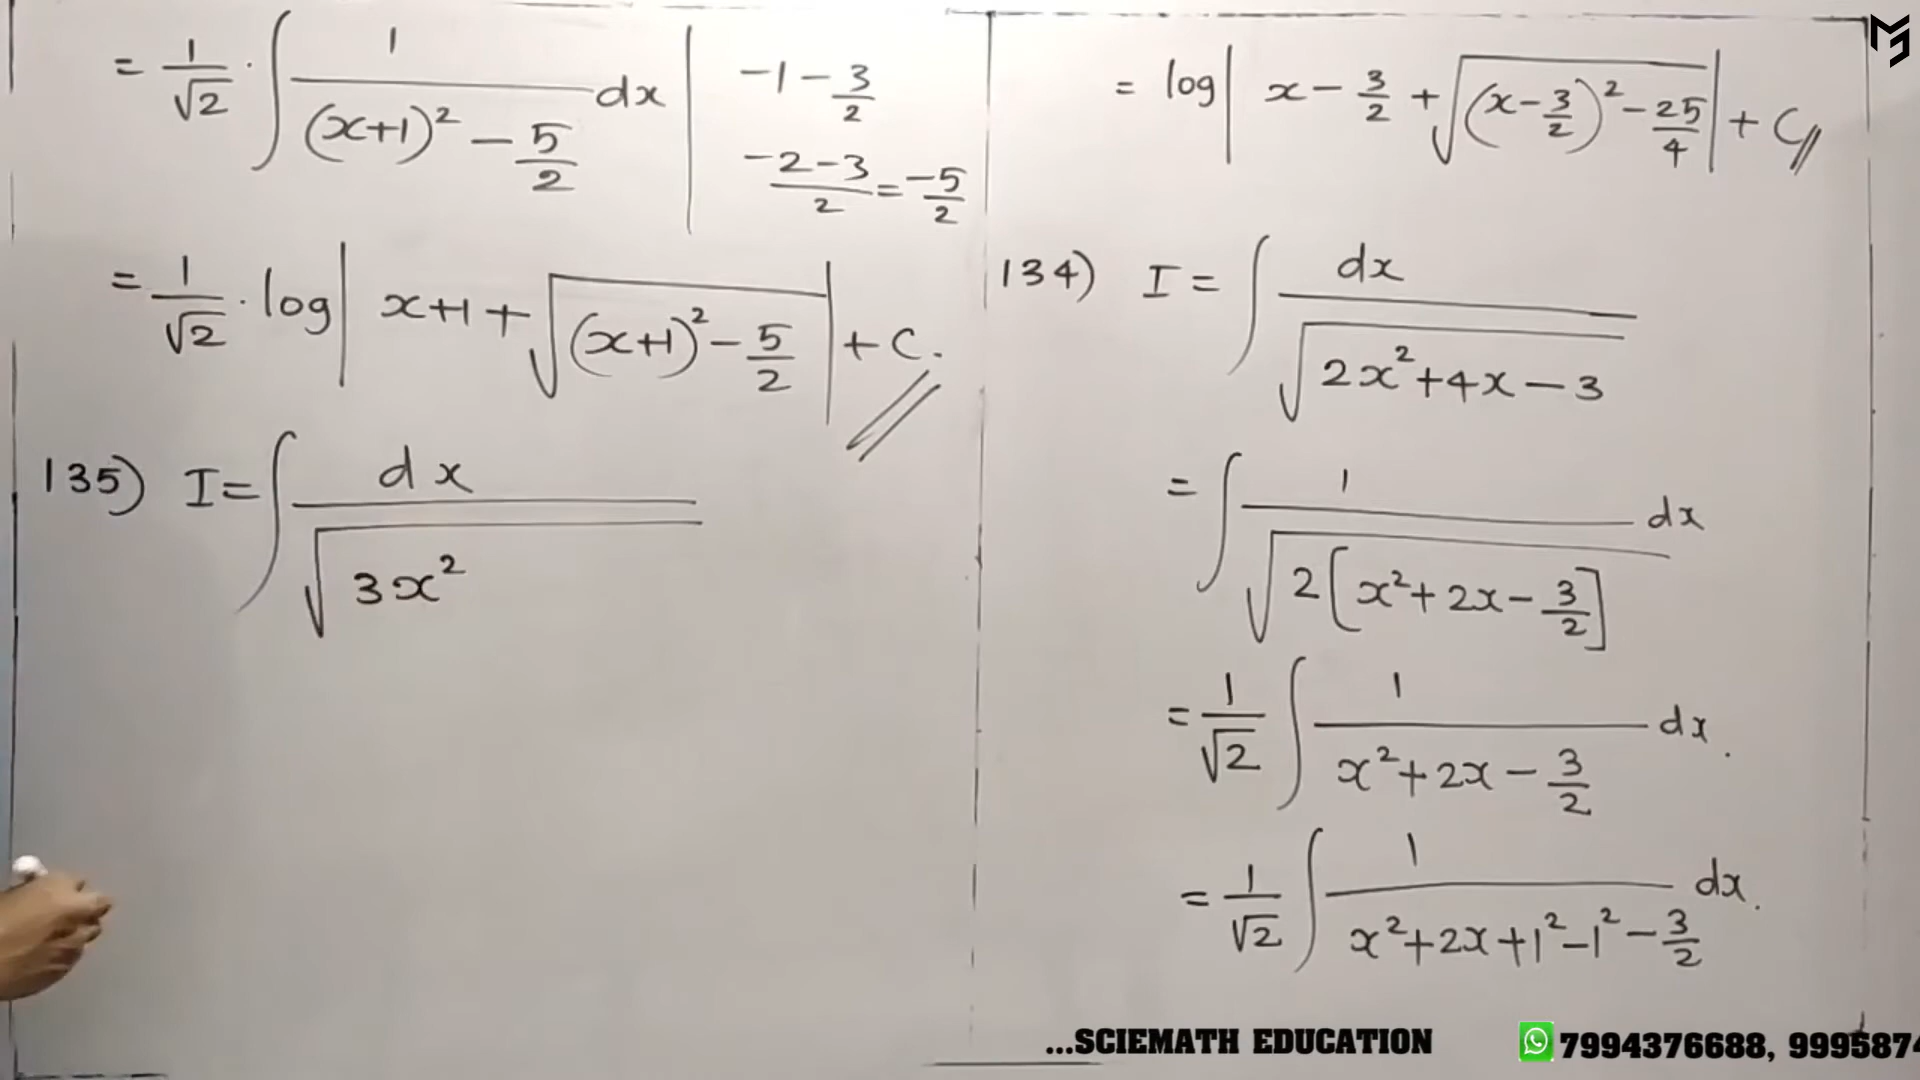 = 1/√2 · ∫ 1/((x+1)² - 5/2) dx | -1 - 3/2
(-2-3)/2 = -5/2
= 1/√2 · log| x+1 + √((x+1)² - 5/2) | + C.
135) I = ∫ dx/√(3x²
= log| x - 3/2 + √((x - 3/2)² - 25/4) | + C//
134) I = ∫ dx/√(2x² + 4x - 3)
= ∫ 1/√(2[x² + 2x - 3/2]) dx
= 1/√2 ∫ 1/(x² + 2x - 3/2) dx.
= 1/√2 ∫ 1/(x² + 2x + 1² - 1² - 3/2) dx.
...SCIEMATH EDUCATION 7994376688, 9995874